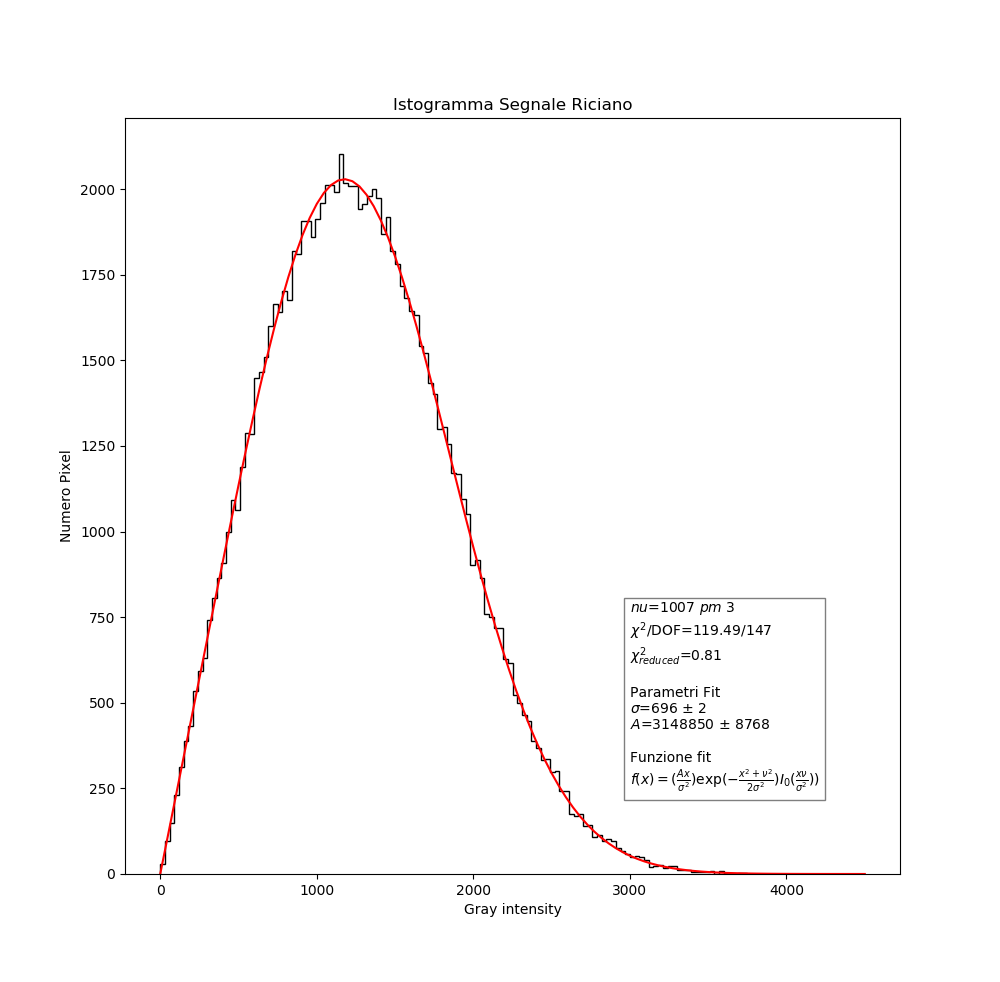 Istogramma Segnale Riciano
Numero Pixel
2000
1750
1500
1250
1000
750
500
250
0
nu=1007 pm 3
χ²/DOF=119.49/147
χ²_reduced=0.81
Parametri Fit
σ=696 ± 2
A=3148850 ± 8768
Funzione fit
f(x) = (Ax/σ²)exp(−(x² + ν²)/2σ²)I₀(xν/σ²))
0 1000 2000 3000 4000
Gray intensity